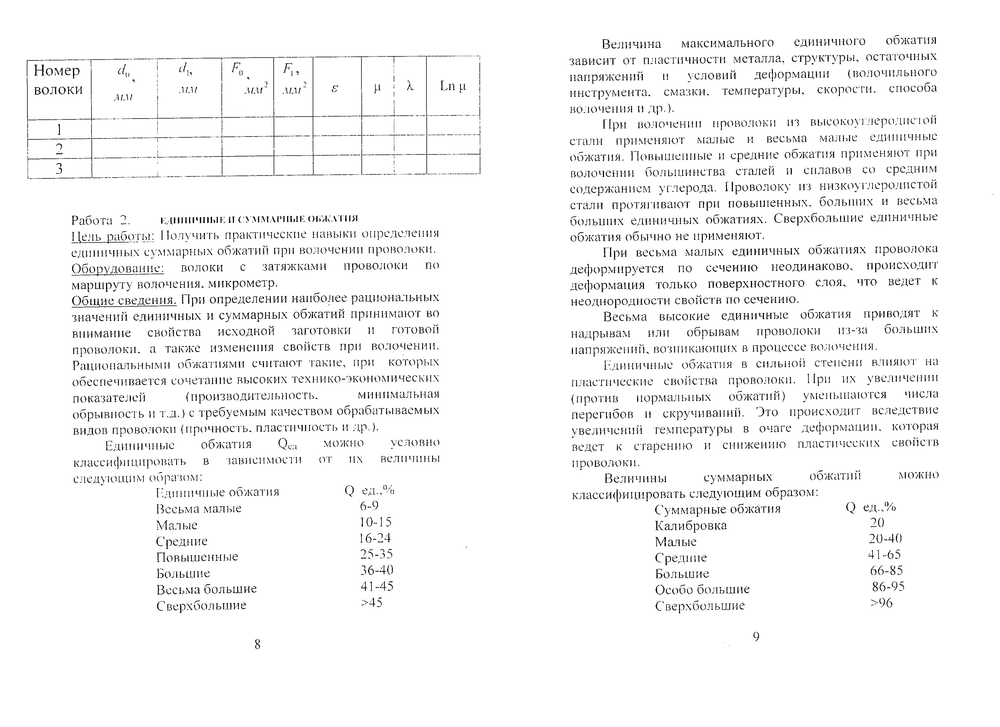 Номер волоки d₀, мм d₁, мм F₀, мм² F₁, мм² ε μ λ Ln μ
1
2
3
Работа 2. ЕДИНИЧНЫЕ И СУММАРНЫЕ ОБЖАТИЯ
Цель работы: Получить практические навыки определения
единичных суммарных обжатий при волочении проволоки.
Оборудование: волоки с затяжками проволоки по
маршруту волочения, микрометр.
Общие сведения. При определении наиболее рациональных
значений единичных и суммарных обжатий принимают во
внимание свойства исходной заготовки и готовой
проволоки, а также изменения свойств при волочении.
Рациональными обжатиями считают такие, при которых
обеспечивается сочетание высоких технико-экономических
показателей (производительность, минимальная
обрывность и т.д.) с требуемым качеством обрабатываемых
видов проволоки (прочность, пластичность и др.).
Единичные обжатия Qед можно условно
классифицировать в зависимости от их величины
следующим образом:
Единичные обжатия Q ед.,%
Весьма малые 6-9
Малые 10-15
Средние 16-24
Повышенные 25-35
Большие 36-40
Весьма большие 41-45
Сверхбольшие >45
8
Величина максимального единичного обжатия
зависит от пластичности металла, структуры, остаточных
напряжений и условий деформации (волочильного
инструмента, смазки, температуры, скорости, способа
волочения и др.).
При волочении проволоки из высокоуглеродистой
стали применяют малые и весьма малые единичные
обжатия. Повышенные и средние обжатия применяют при
волочении большинства сталей и сплавов со средним
содержанием углерода. Проволоку из низкоуглеродистой
стали протягивают при повышенных, больших и весьма
больших единичных обжатиях. Сверхбольшие единичные
обжатия обычно не применяют.
При весьма малых единичных обжатиях проволока
деформируется по сечению неодинаково, происходит
деформация только поверхностного слоя, что ведет к
неоднородности свойств по сечению.
Весьма высокие единичные обжатия приводят к
надрывам или обрывам проволоки из-за больших
напряжений, возникающих в процессе волочения.
Единичные обжатия в сильной степени влияют на
пластические свойства проволоки. При их увеличении
(против нормальных обжатий) уменьшаются числа
перегибов и скручиваний. Это происходит вследствие
увеличений температуры в очаге деформации, которая
ведет к старению и снижению пластических свойств
проволоки.
Величины суммарных обжатий можно
классифицировать следующим образом:
Суммарные обжатия Q ед.,%
Калибровка 20
Малые 20-40
Средние 41-65
Большие 66-85
Особо большие 86-95
Сверхбольшие >96
9